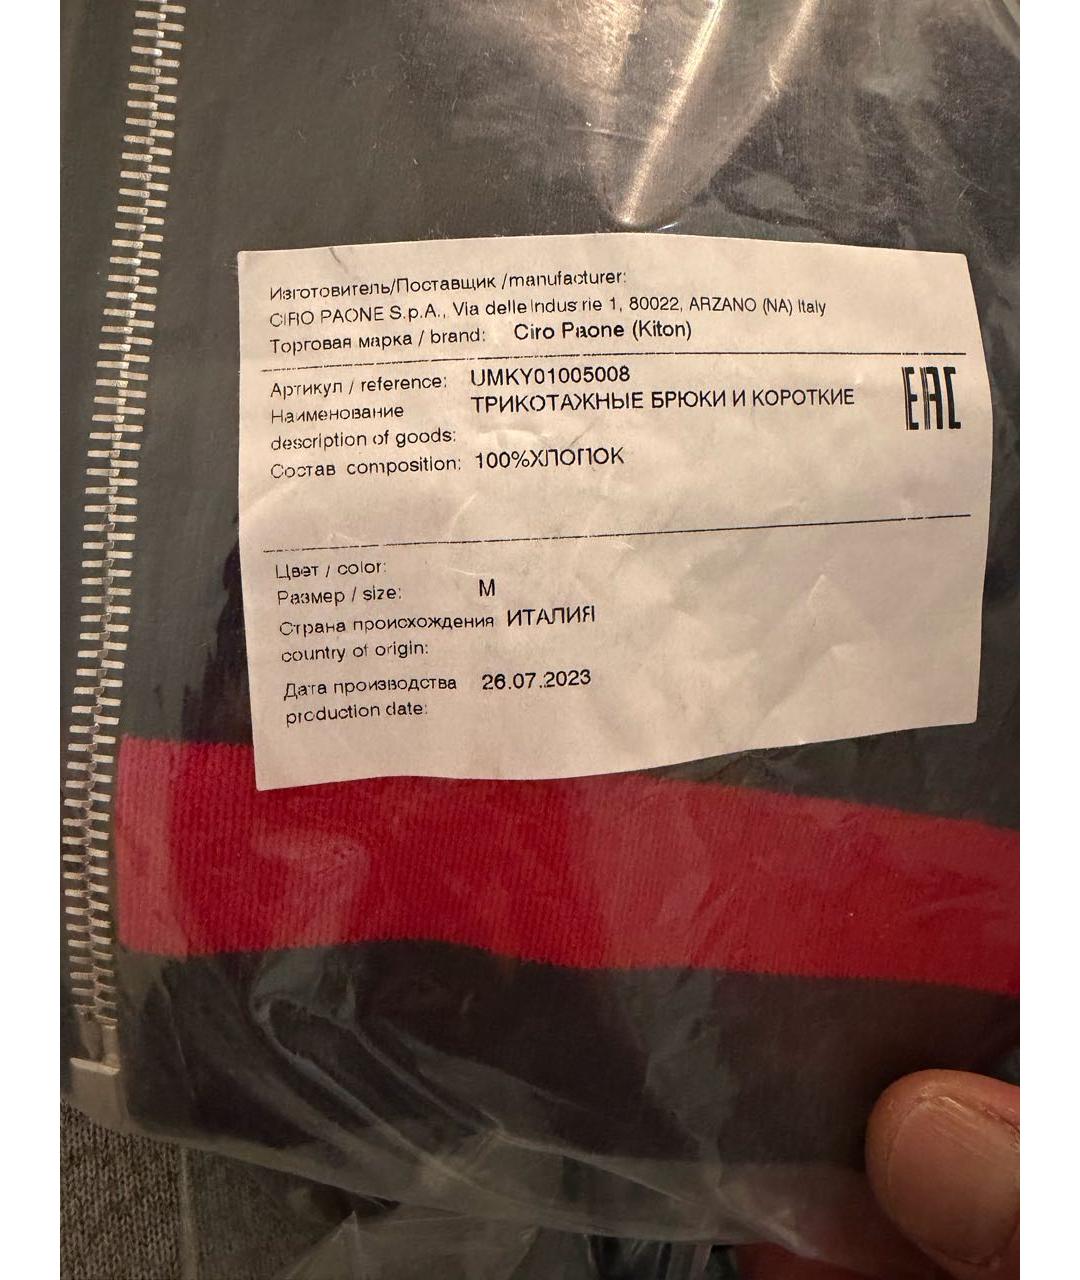 Изготовитель/Поставщик /manufacturer:
CIRO PAONE S.p.A., Via delle Industrie 1, 80022, ARZANO (NA) Italy
Торговая марка / brand: Ciro Paone (Kiton)
Артикул / reference: UMKY01005008
Наименование ТРИКОТАЖНЫЕ БРЮКИ И КОРОТКИЕ
description of goods:
Состав composition: 100%ХЛОПОК
EAC
Цвет / color:
Размер / size: M
Страна происхождения ИТАЛИЯ
country of origin:
Дата производства 26.07.2023
production date: